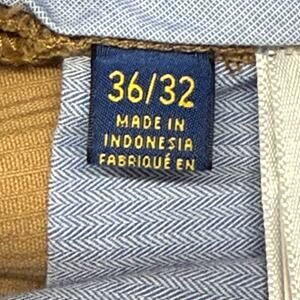 36/32
MADE IN
INDONESIA
FABRIQUÉ EN